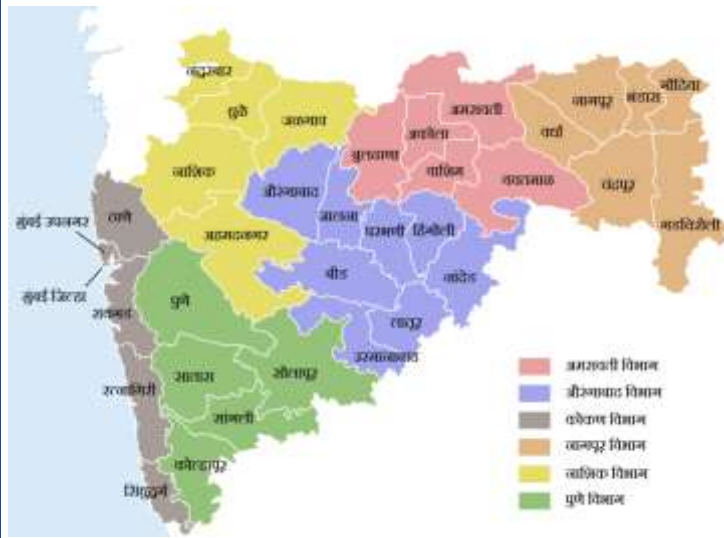 नंदुरबार
धुळे
जळगाव
नाशिक
अहमदनगर
अमरावती
अकोला
बुलढाणा
वाशिम
यवतमाळ
नागपूर
वर्धा
भंडारा
गोंदिया
चंद्रपूर
गडचिरोली
औरंगाबाद
जालना
परभणी
हिंगोली
बीड
नांदेड
लातूर
उस्मानाबाद
ठाणे
मुंबई उपनगर
मुंबई जिल्हा
रायगड
रत्नागिरी
सिंधुदुर्ग
पुणे
सातारा
सोलापूर
सांगली
कोल्हापूर
अमरावती विभाग
औरंगाबाद विभाग
कोकण विभाग
नागपूर विभाग
नाशिक विभाग
पुणे विभाग